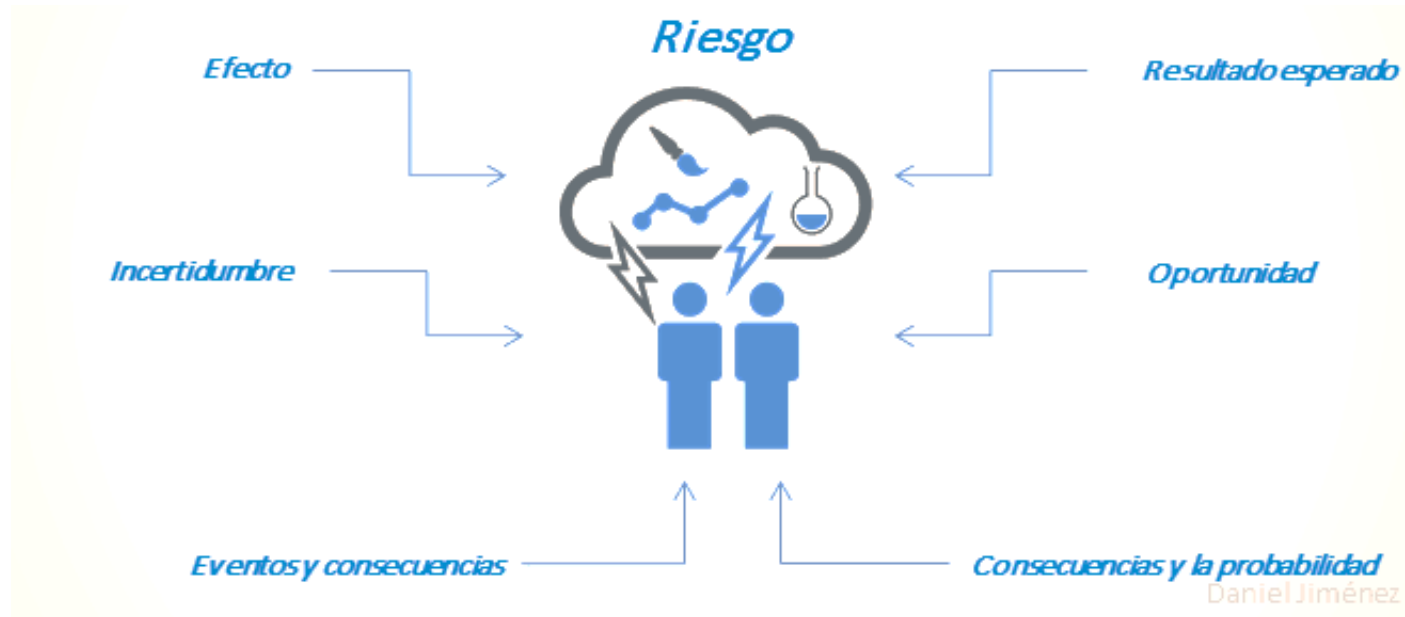 Riesgo
Efecto
Resultado esperado
Incertidumbre
Oportunidad
Eventos y consecuencias
Consecuencias y la probabilidad
Daniel Jiménez